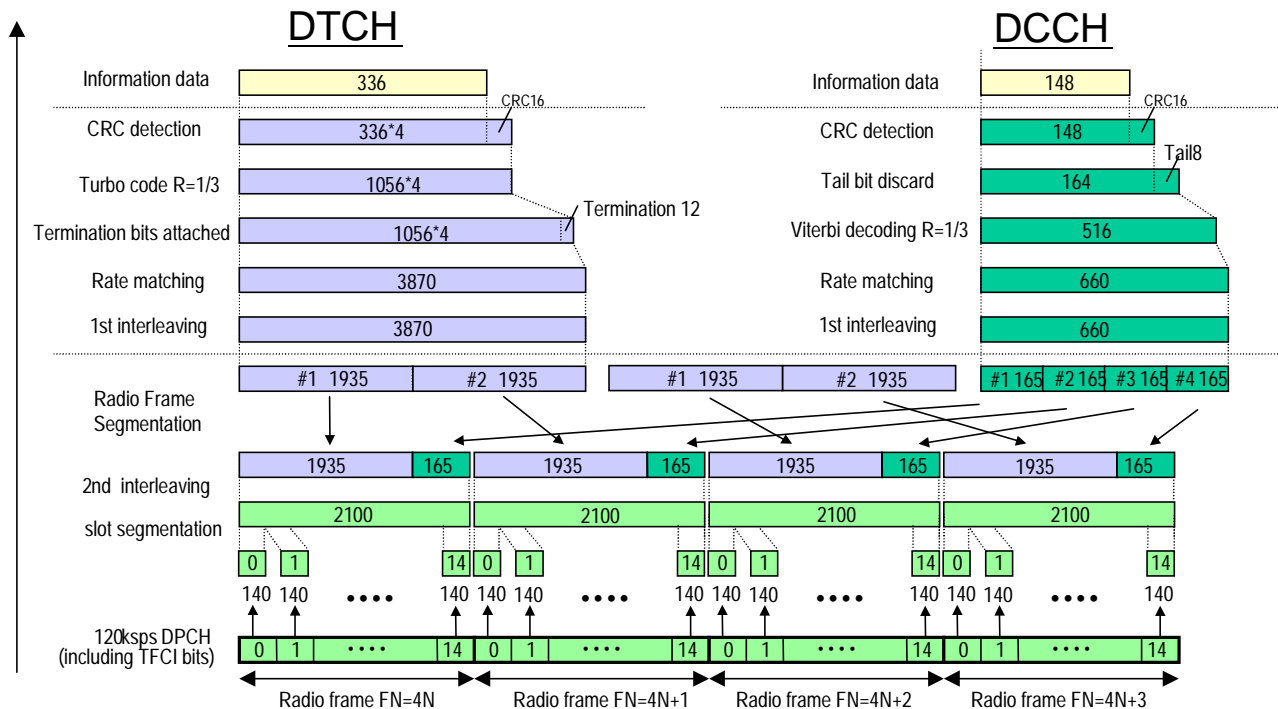 DTCH
DCCH
Information data
336
Information data
148
CRC16
CRC16
CRC detection
336*4
CRC detection
148
Tail8
Turbo code R=1/3
1056*4
Tail bit discard
164
Termination 12
Termination bits attached
1056*4
Viterbi decoding R=1/3
516
Rate matching
3870
Rate matching
660
1st interleaving
3870
1st interleaving
660
#1 1935
#2 1935
#1 1935
#2 1935
#1 165
#2 165
#3 165
#4 165
Radio Frame
Segmentation
1935
165
1935
165
1935
165
1935
165
2nd interleaving
2100
2100
2100
2100
slot segmentation
0
1
14
0
1
14
0
1
14
0
1
14
140
140
••••
140
140
140
••••
140
140
140
••••
140
140
140
••••
140
120ksps DPCH
(including TFCI bits)
0
1
••••
14
0
1
••••
14
0
1
••••
14
0
1
••••
14
Radio frame FN=4N
Radio frame FN=4N+1
Radio frame FN=4N+2
Radio frame FN=4N+3